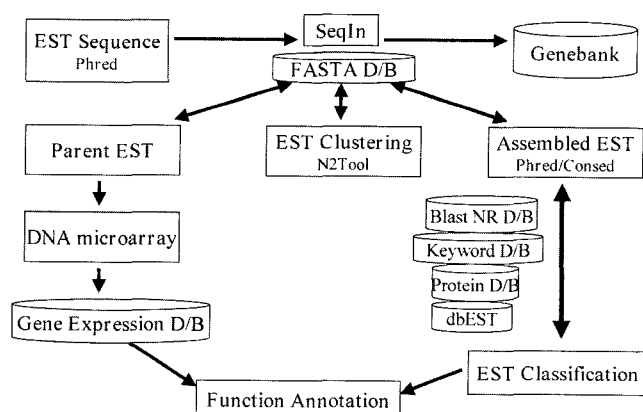 EST Sequence
Phred
SeqIn
FASTA D/B
Genebank
Parent EST
EST Clustering
N2Tool
Assembled EST
Phred/Consed
DNA microarray
Blast NR D/B
Keyword D/B
Protein D/B
dbEST
Gene Expression D/B
EST Classification
Function Annotation